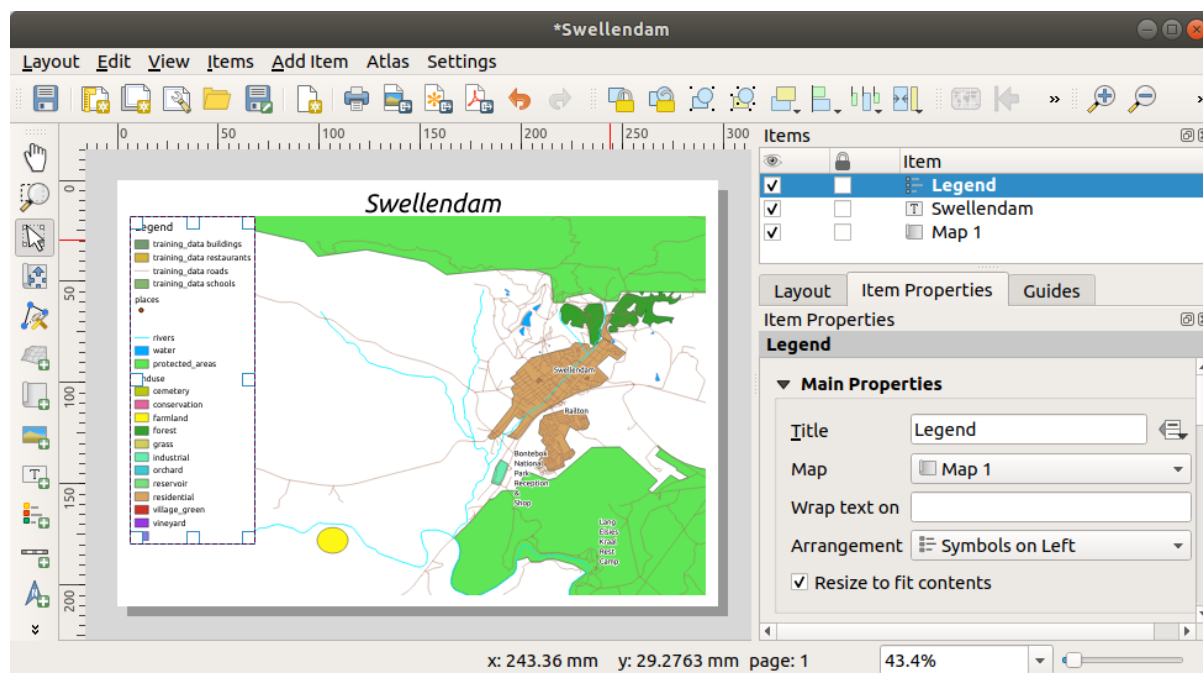 *Swellendam
Layout Edit View Items Add Item Atlas Settings
»
0 50 100 150 200 250 300
0
50
100
150
200
»
Swellendam
Legend
training_data buildings
training_data restaurants
training_data roads
training_data schools
places
rivers
water
protected_areas
cemetery
conservation
farmland
forest
grass
industrial
orchard
reservoir
residential
village_green
vineyard
Swellendam
Railton
Bontebok
National
Park
Reception
&
Shop
Lang
Elsies
Kraal
Rest
Camp
Items
Item
Legend
T Swellendam
Map 1
Layout Item Properties Guides
Item Properties
Legend
Main Properties
Title Legend
Map Map 1
Wrap text on
Arrangement Symbols on Left
Resize to fit contents
x: 243.36 mm y: 29.2763 mm page: 1 43.4%